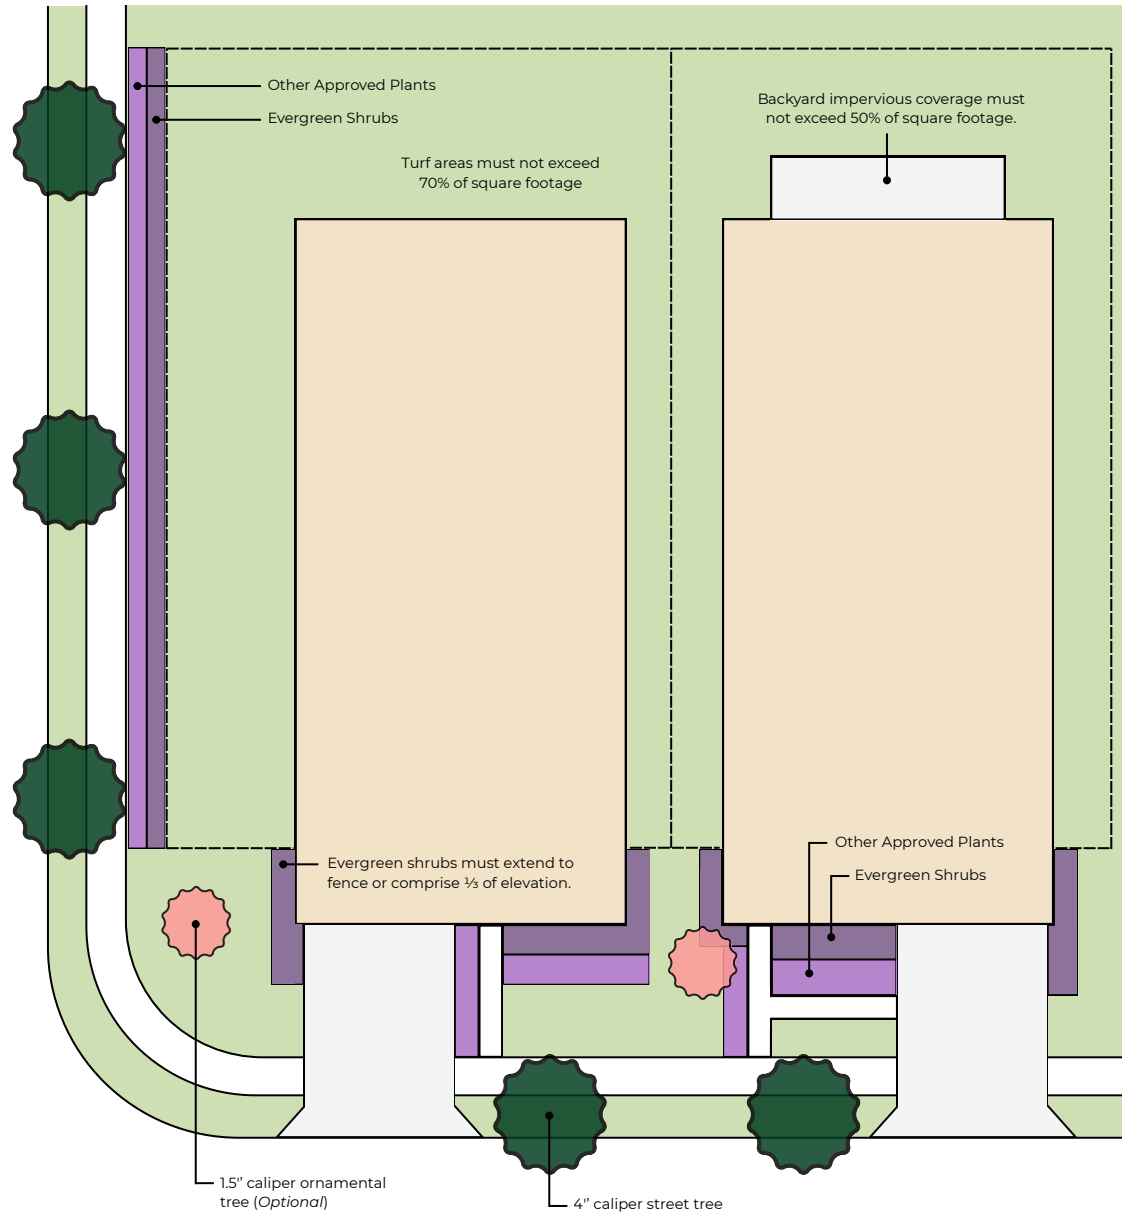 Other Approved Plants
Evergreen Shrubs
Backyard impervious coverage must
not exceed 50% of square footage.
Turf areas must not exceed
70% of square footage
Other Approved Plants
Evergreen Shrubs
Evergreen shrubs must extend to
fence or comprise ⅓ of elevation.
1.5" caliper ornamental
tree (Optional)
4" caliper street tree